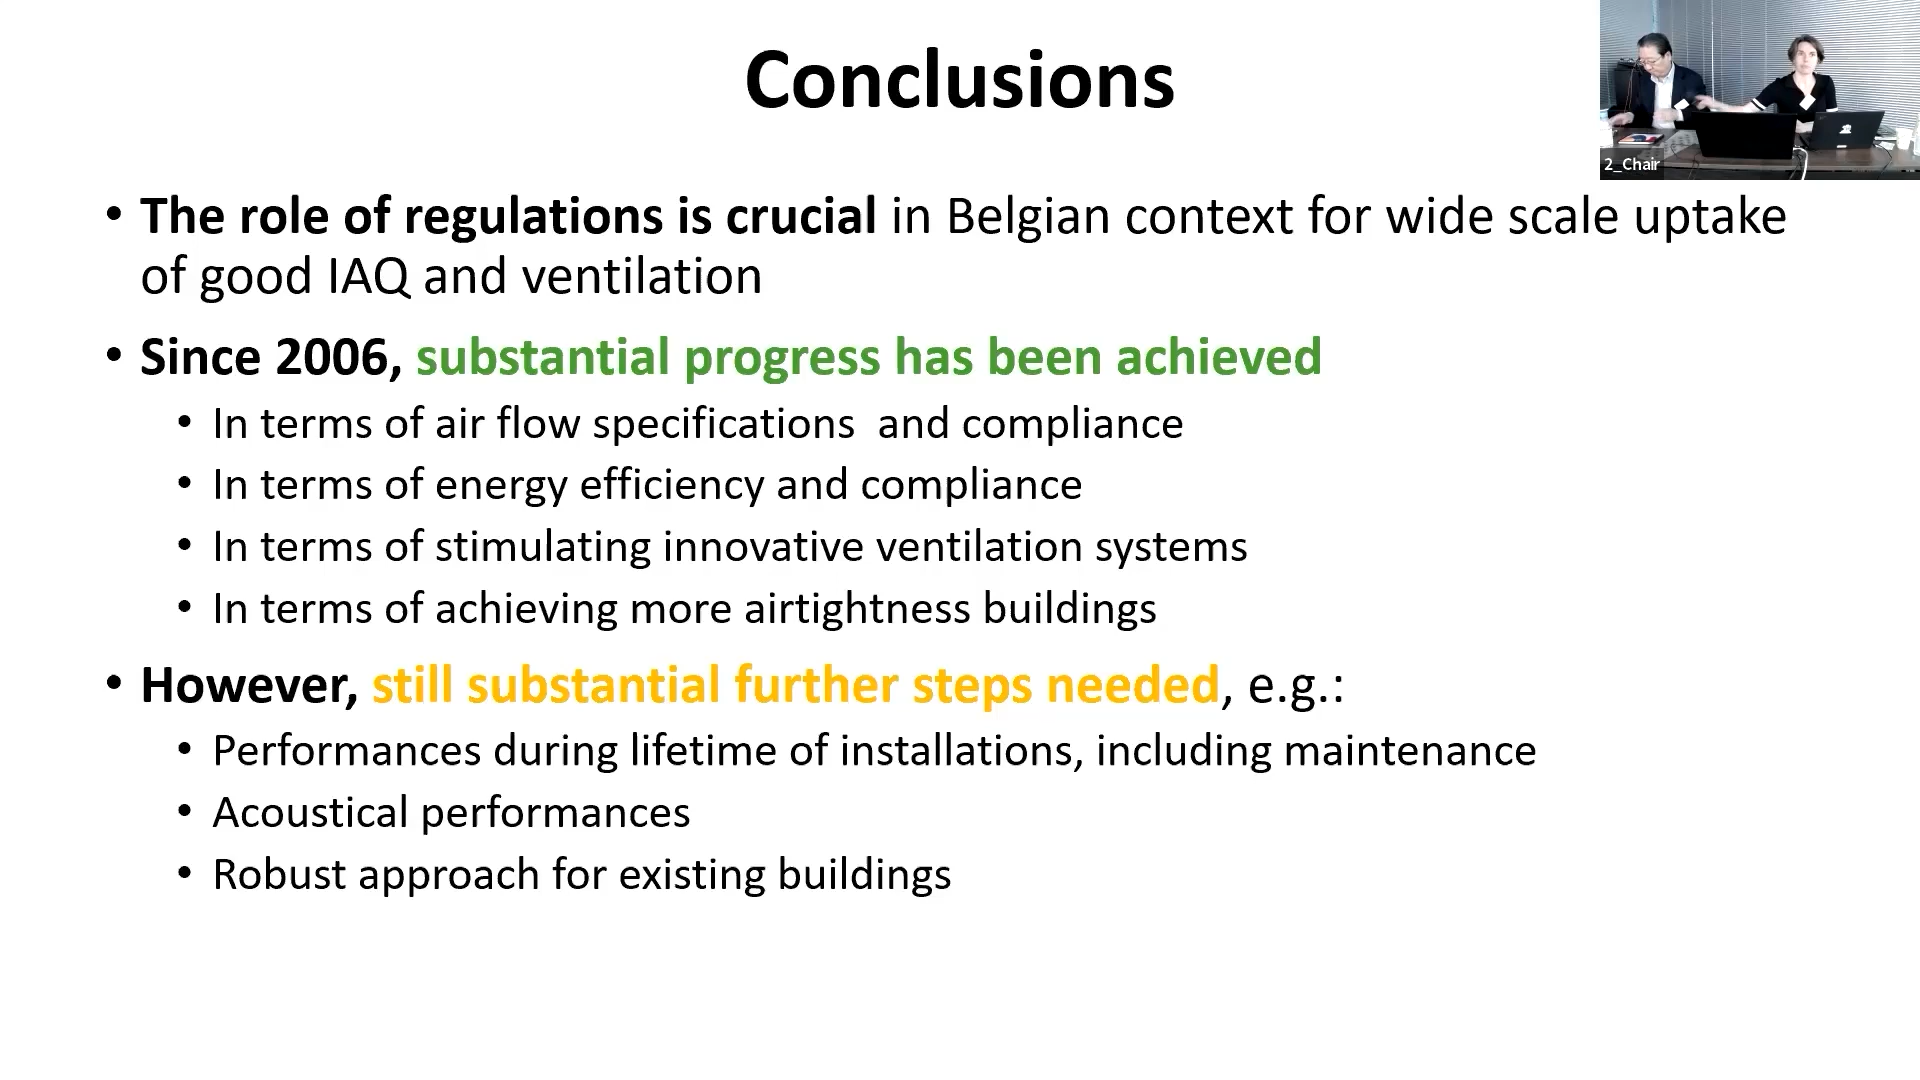 Conclusions
2_Chair
• The role of regulations is crucial in Belgian context for wide scale uptake
of good IAQ and ventilation
• Since 2006, substantial progress has been achieved
• In terms of air flow specifications  and compliance
• In terms of energy efficiency and compliance
• In terms of stimulating innovative ventilation systems
• In terms of achieving more airtightness buildings
• However, still substantial further steps needed, e.g.:
• Performances during lifetime of installations, including maintenance
• Acoustical performances
• Robust approach for existing buildings